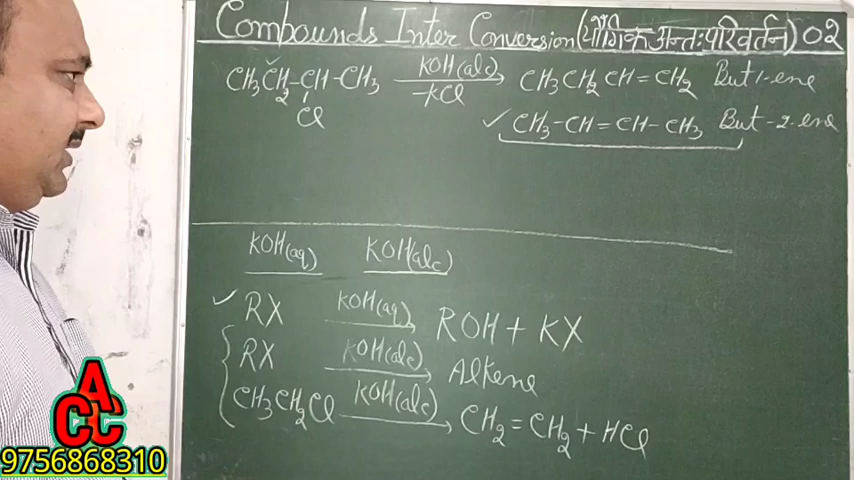 Compounds Inter Conversion (यौगिक अन्तःपरिवर्तन) 02
CH3CH2-CH-CH3 KOH(alc) CH3CH2CH=CH2 But-1-ene
-KCl
Cl
✓ CH3-CH=CH-CH3 But-2-ene
KOH(aq) KOH(alc)
✓ RX KOH(aq) ROH + KX
RX KOH(alc) Alkene
CH3CH2Cl KOH(alc) CH2=CH2 + HCl
ACC
9756868310